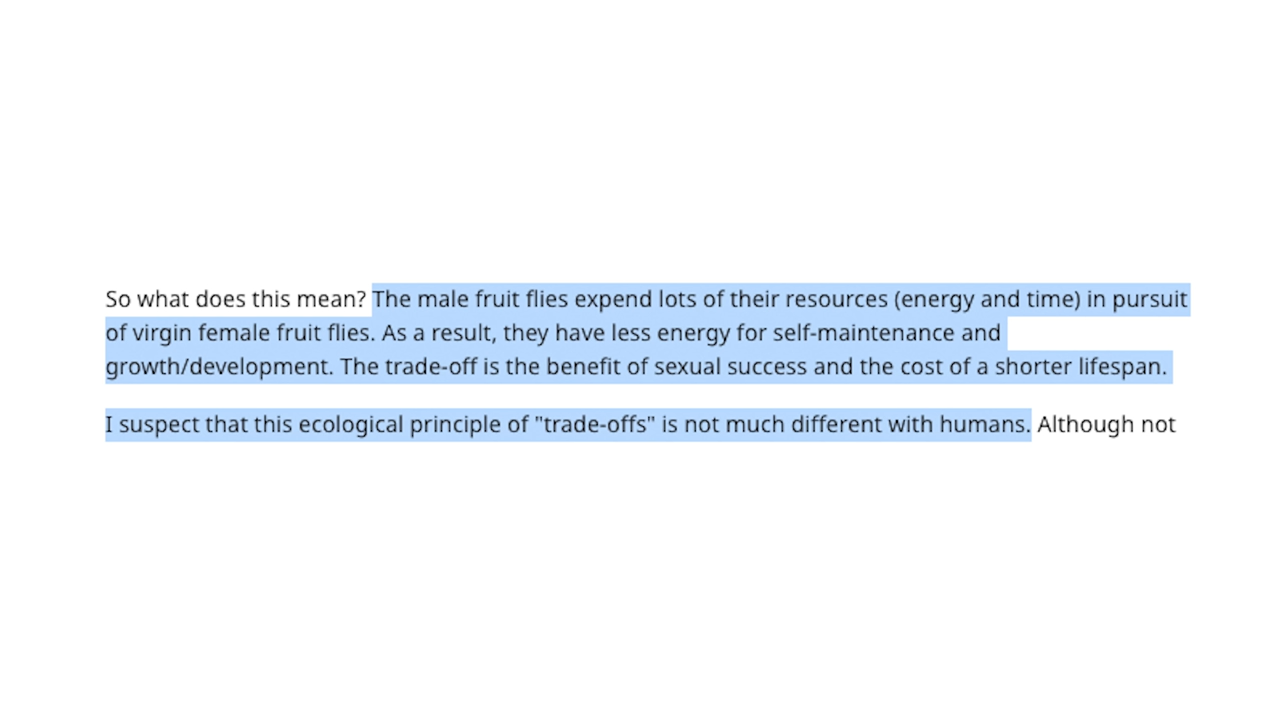 So what does this mean? The male fruit flies expend lots of their resources (energy and time) in pursuit
of virgin female fruit flies. As a result, they have less energy for self-maintenance and
growth/development. The trade-off is the benefit of sexual success and the cost of a shorter lifespan.
I suspect that this ecological principle of "trade-offs" is not much different with humans. Although not